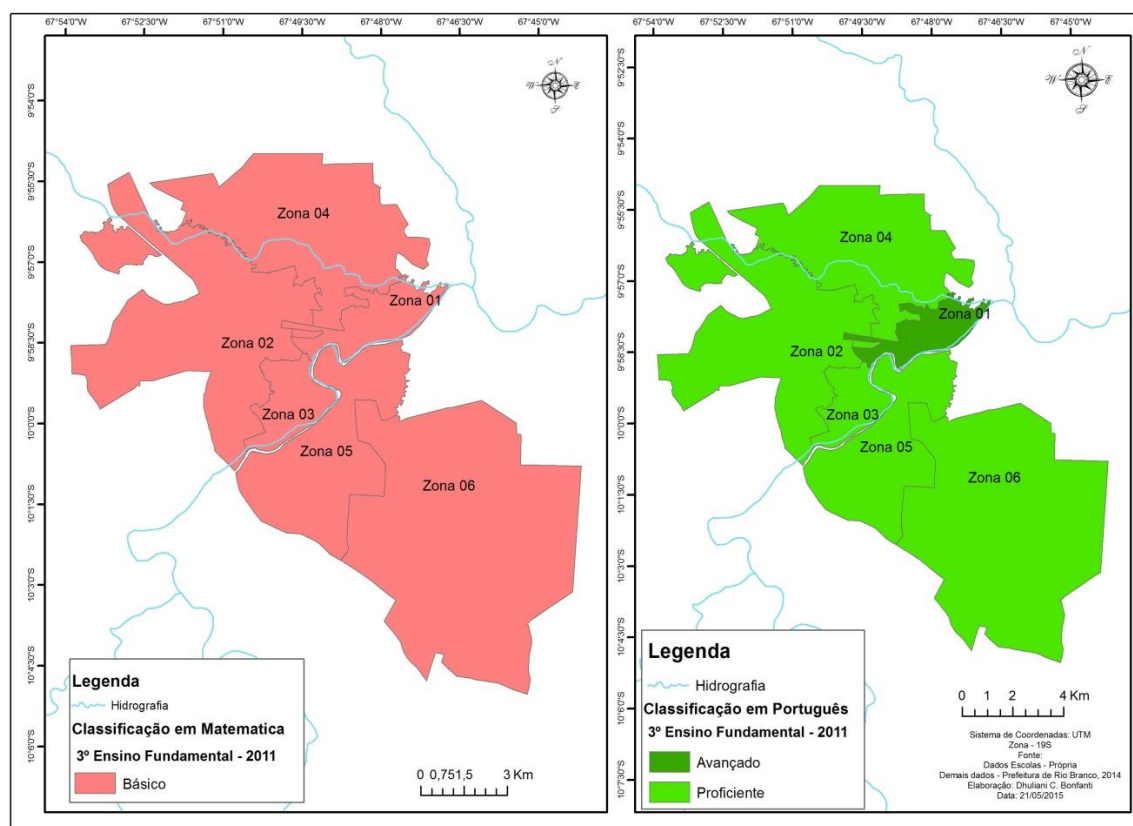 67°54'0"W 67°52'30"W 67°51'0"W 67°49'30"W 67°48'0"W 67°46'30"W 67°45'0"W
N
W E
S
9°54'0"S
9°55'30"S
9°57'0"S
9°58'30"S
10°0'0"S
10°1'30"S
10°3'0"S
10°4'30"S
10°6'0"S
Zona 04
Zona 01
Zona 02
Zona 03
Zona 05
Zona 06
Legenda
Hidrografia
Classificação em Matematica
3º Ensino Fundamental - 2011
Básico
0 0,751,5 3 Km
67°54'0"W 67°52'30"W 67°51'0"W 67°49'30"W 67°48'0"W 67°46'30"W 67°45'0"W
N
W E
S
9°52'30"S
9°54'0"S
9°55'30"S
9°57'0"S
9°58'30"S
10°0'0"S
10°1'30"S
10°3'0"S
10°4'30"S
10°6'0"S
10°7'30"S
Zona 04
Zona 01
Zona 02
Zona 03
Zona 05
Zona 06
Legenda
Hidrografia
Classificação em Português
3º Ensino Fundamental - 2011
Avançado
Proficiente
0 1 2 4 Km
Sistema de Coordenadas: UTM
Zona - 19S
Fonte:
Dados Escolas - Própria
Demais dados - Prefeitura de Rio Branco, 2014
Elaboração: Dhuliani C. Bonfanti
Data: 21/05/2015